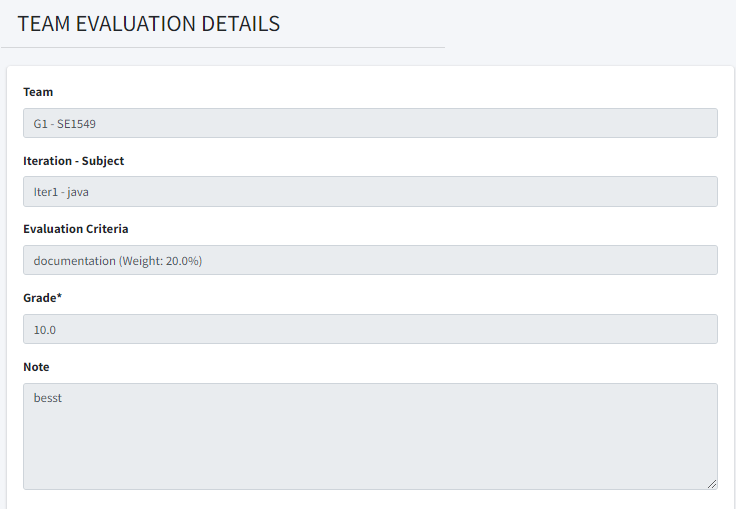 TEAM EVALUATION DETAILS
Team
G1 - SE1549
Iteration - Subject
Iter1 - java
Evaluation Criteria
documentation (Weight: 20.0%)
Grade*
10.0
Note
besst